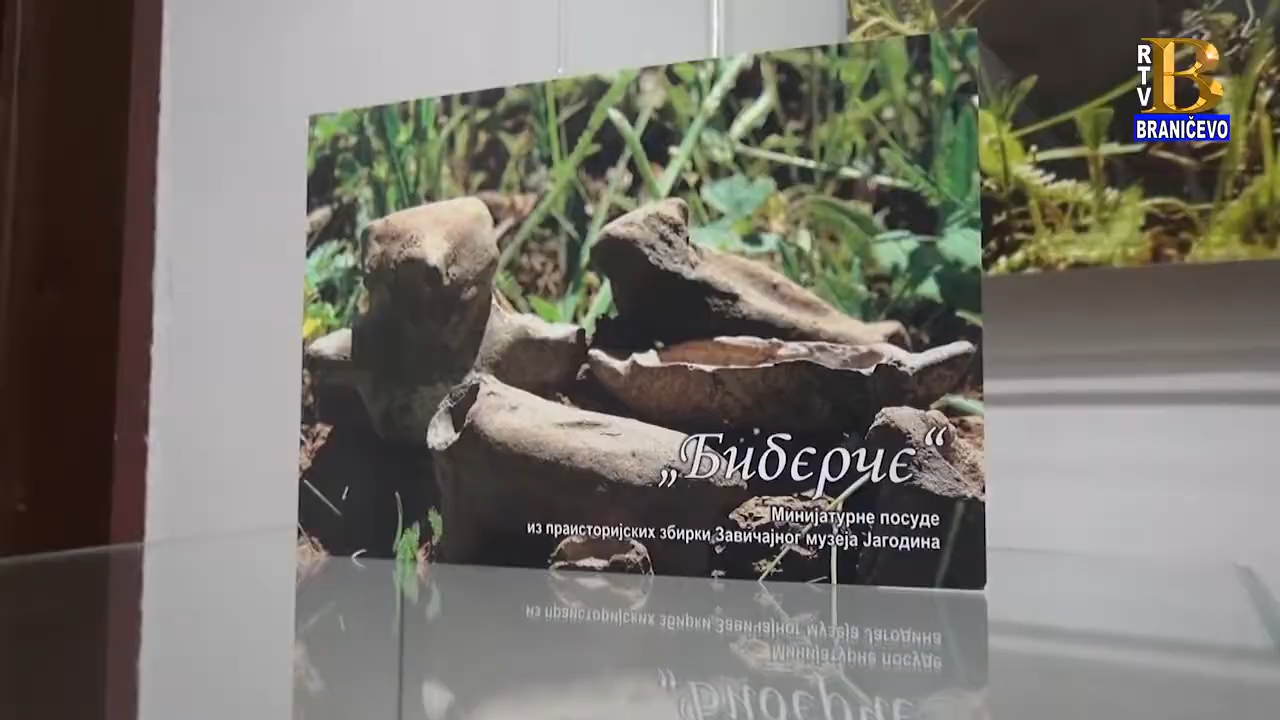 RTV
B
BRANIČEVO
„Биберче“
Минијатурне посуде
из праисторијских збирки Завичајног музеја Јагодина